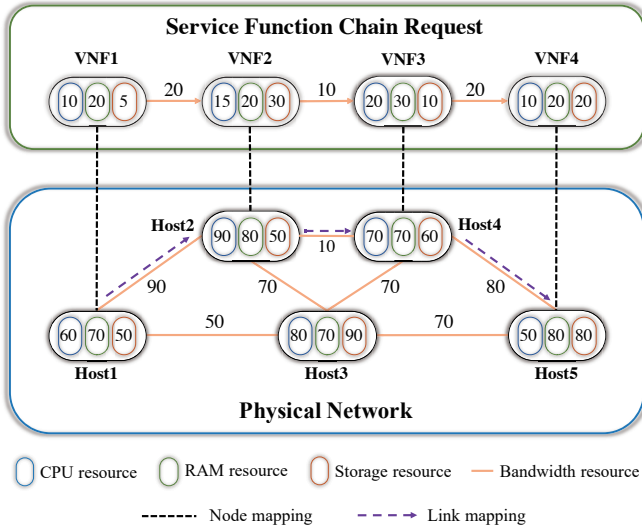 Service Function Chain Request
VNF1 VNF2 VNF3 VNF4
10 20 5 20 15 20 30 10 20 30 10 20 10 20 20
Host2 90 80 50 10 70 70 60 Host4
90 70 70 80
60 70 50 50 80 70 90 70 50 80 80
Host1 Host3 Host5
Physical Network
CPU resource RAM resource Storage resource Bandwidth resource
Node mapping Link mapping